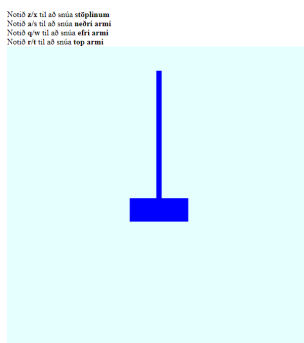 Notið z/x til að snúa stöplinum
Notið a/s til að snúa neðri armi
Notið q/w til að snúa efri armi
Notið r/t til að snúa top armi